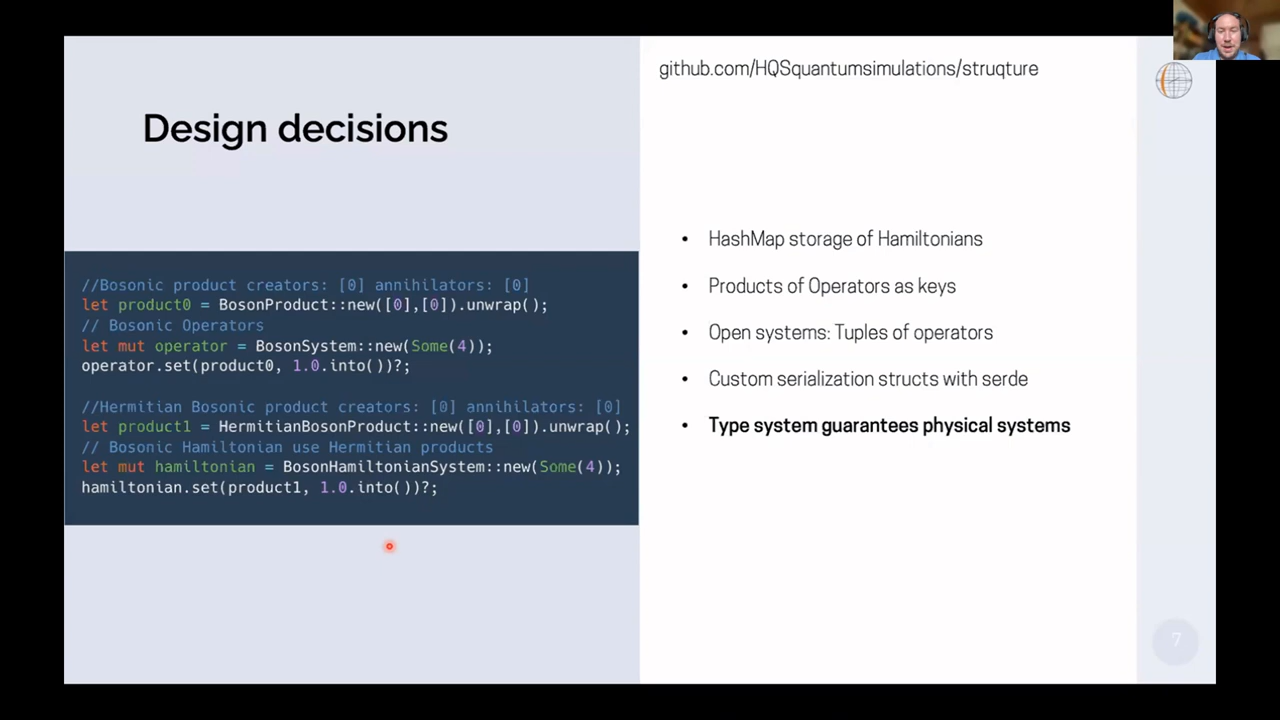 github.com/HQSquantumsimulations/struqture
Design decisions
//Bosonic product creators: [0] annihilators: [0]
let product0 = BosonProduct::new([0],[0]).unwrap();
// Bosonic Operators
let mut operator = BosonSystem::new(Some(4));
operator.set(product0, 1.0.into())?;
//Hermitian Bosonic product creators: [0] annihilators: [0]
let product1 = HermitianBosonProduct::new([0],[0]).unwrap();
// Bosonic Hamiltonian use Hermitian products
let mut hamiltonian = BosonHamiltonianSystem::new(Some(4));
hamiltonian.set(product1, 1.0.into())?;
• HashMap storage of Hamiltonians
• Products of Operators as keys
• Open systems: Tuples of operators
• Custom serialization structs with serde
• Type system guarantees physical systems
7